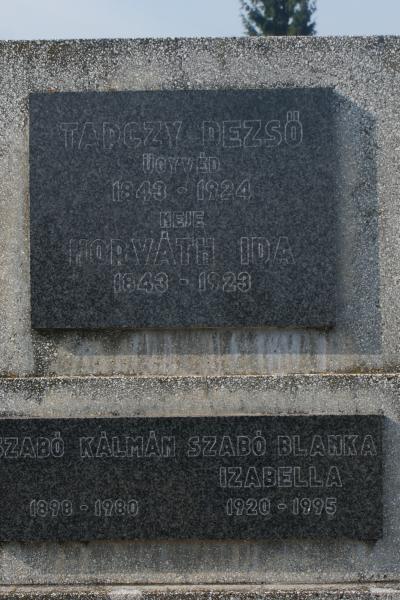 TARCZY DEZSŐ
ÜGYVÉD
1843 - 1924
NEJE
HORVÁTH IDA
1843 - 1923
SZABÓ KÁLMÁN SZABÓ BLANKA
IZABELLA
1898 - 1980 1920 - 1995